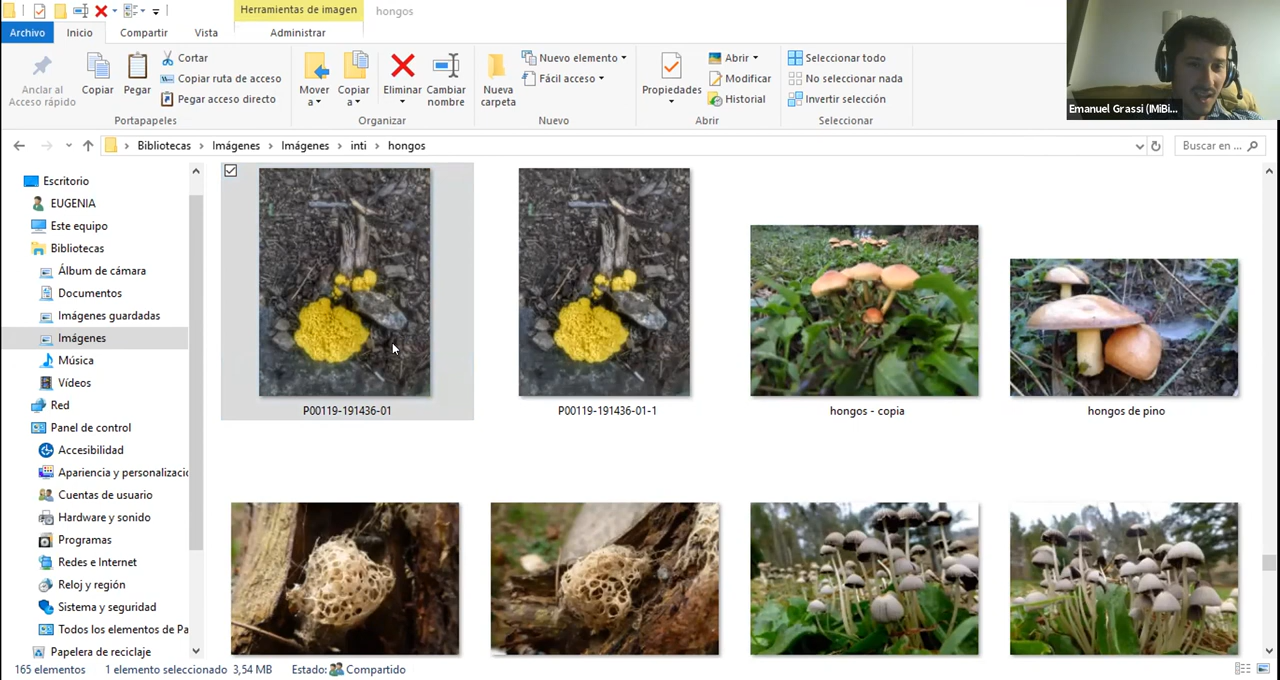 Herramientas de imagen
hongos
Archivo
Inicio
Compartir
Vista
Administrar
Anclar al
Acceso rápido
Copiar
Pegar
Cortar
Copiar ruta de acceso
Pegar acceso directo
Portapapeles
Mover
a
Copiar
a
Eliminar
Cambiar
nombre
Organizar
Nueva
carpeta
Nuevo elemento
Fácil acceso
Nuevo
Propiedades
Abrir
Modificar
Historial
Abrir
Seleccionar todo
No seleccionar nada
Invertir selección
Seleccionar
Emanuel Grassi (IMiBi...
Bibliotecas > Imágenes > Imágenes > inti > hongos
Buscar en ...
Escritorio
EUGENIA
Este equipo
Bibliotecas
Álbum de cámara
Documentos
Imágenes guardadas
Imágenes
Música
Vídeos
Red
Panel de control
Accesibilidad
Apariencia y personalizació
Cuentas de usuario
Hardware y sonido
Programas
Redes e Internet
Reloj y región
Sistema y seguridad
Todos los elementos de Pa
Papelera de reciclaje
P00119-191436-01
P00119-191436-01-1
hongos - copia
hongos de pino
165 elementos
1 elemento seleccionado 3,54 MB
Estado: Compartido